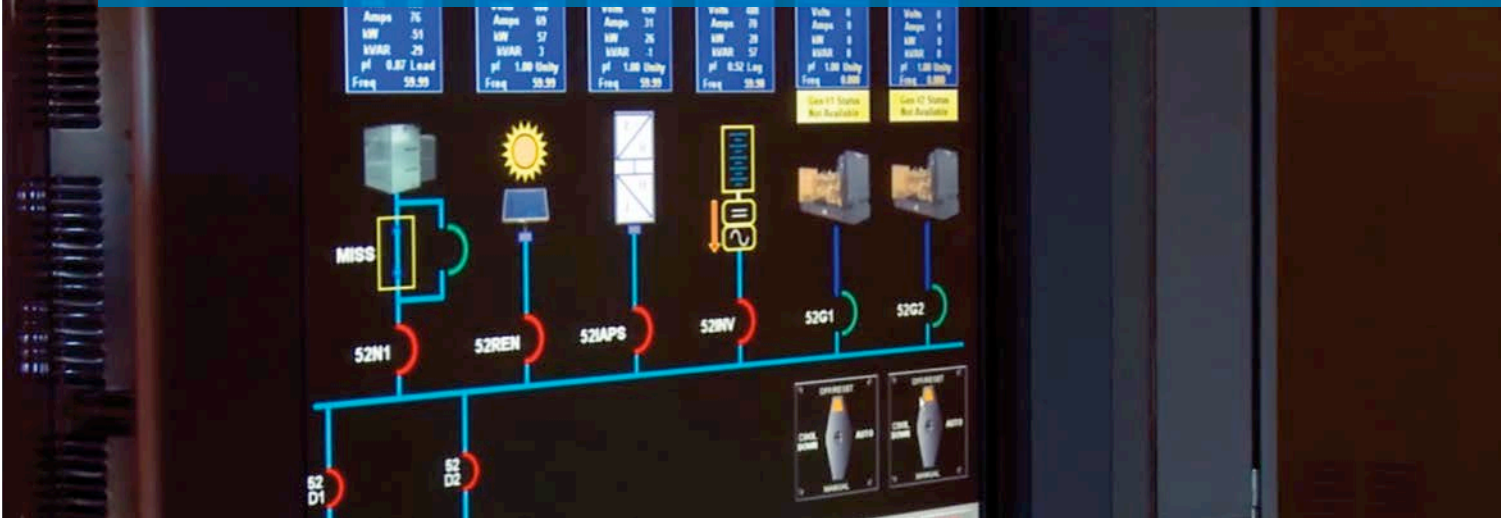 Amps 76
kW -51
kVAR -29
pf 0.87 Lead
Freq 59.99
Amps 69
kW 57
kVAR 3
pf 1.00 Unity
Freq 59.99
Amps 31
kW 26
kVAR -1
pf 1.00 Unity
Freq 59.99
Amps 70
kW 28
kVAR 57
pf 0.52 Lag
Freq 59.98
Volts 0
Amps 0
kW 0
kVAR 0
pf 1.00 Unity
Freq 0.000
Gen #1 Status
Not Available
Volts 0
Amps 0
kW 0
kVAR 0
pf 1.00 Unity
Freq 0.000
Gen #2 Status
Not Available
MISS
52N1
52REN
52IAPS
52INV
52G1
52G2
OFF/RESET
COOL
DOWN
AUTO
MANUAL
OFF/RESET
COOL
DOWN
AUTO
MANUAL
52
D1
52
D2